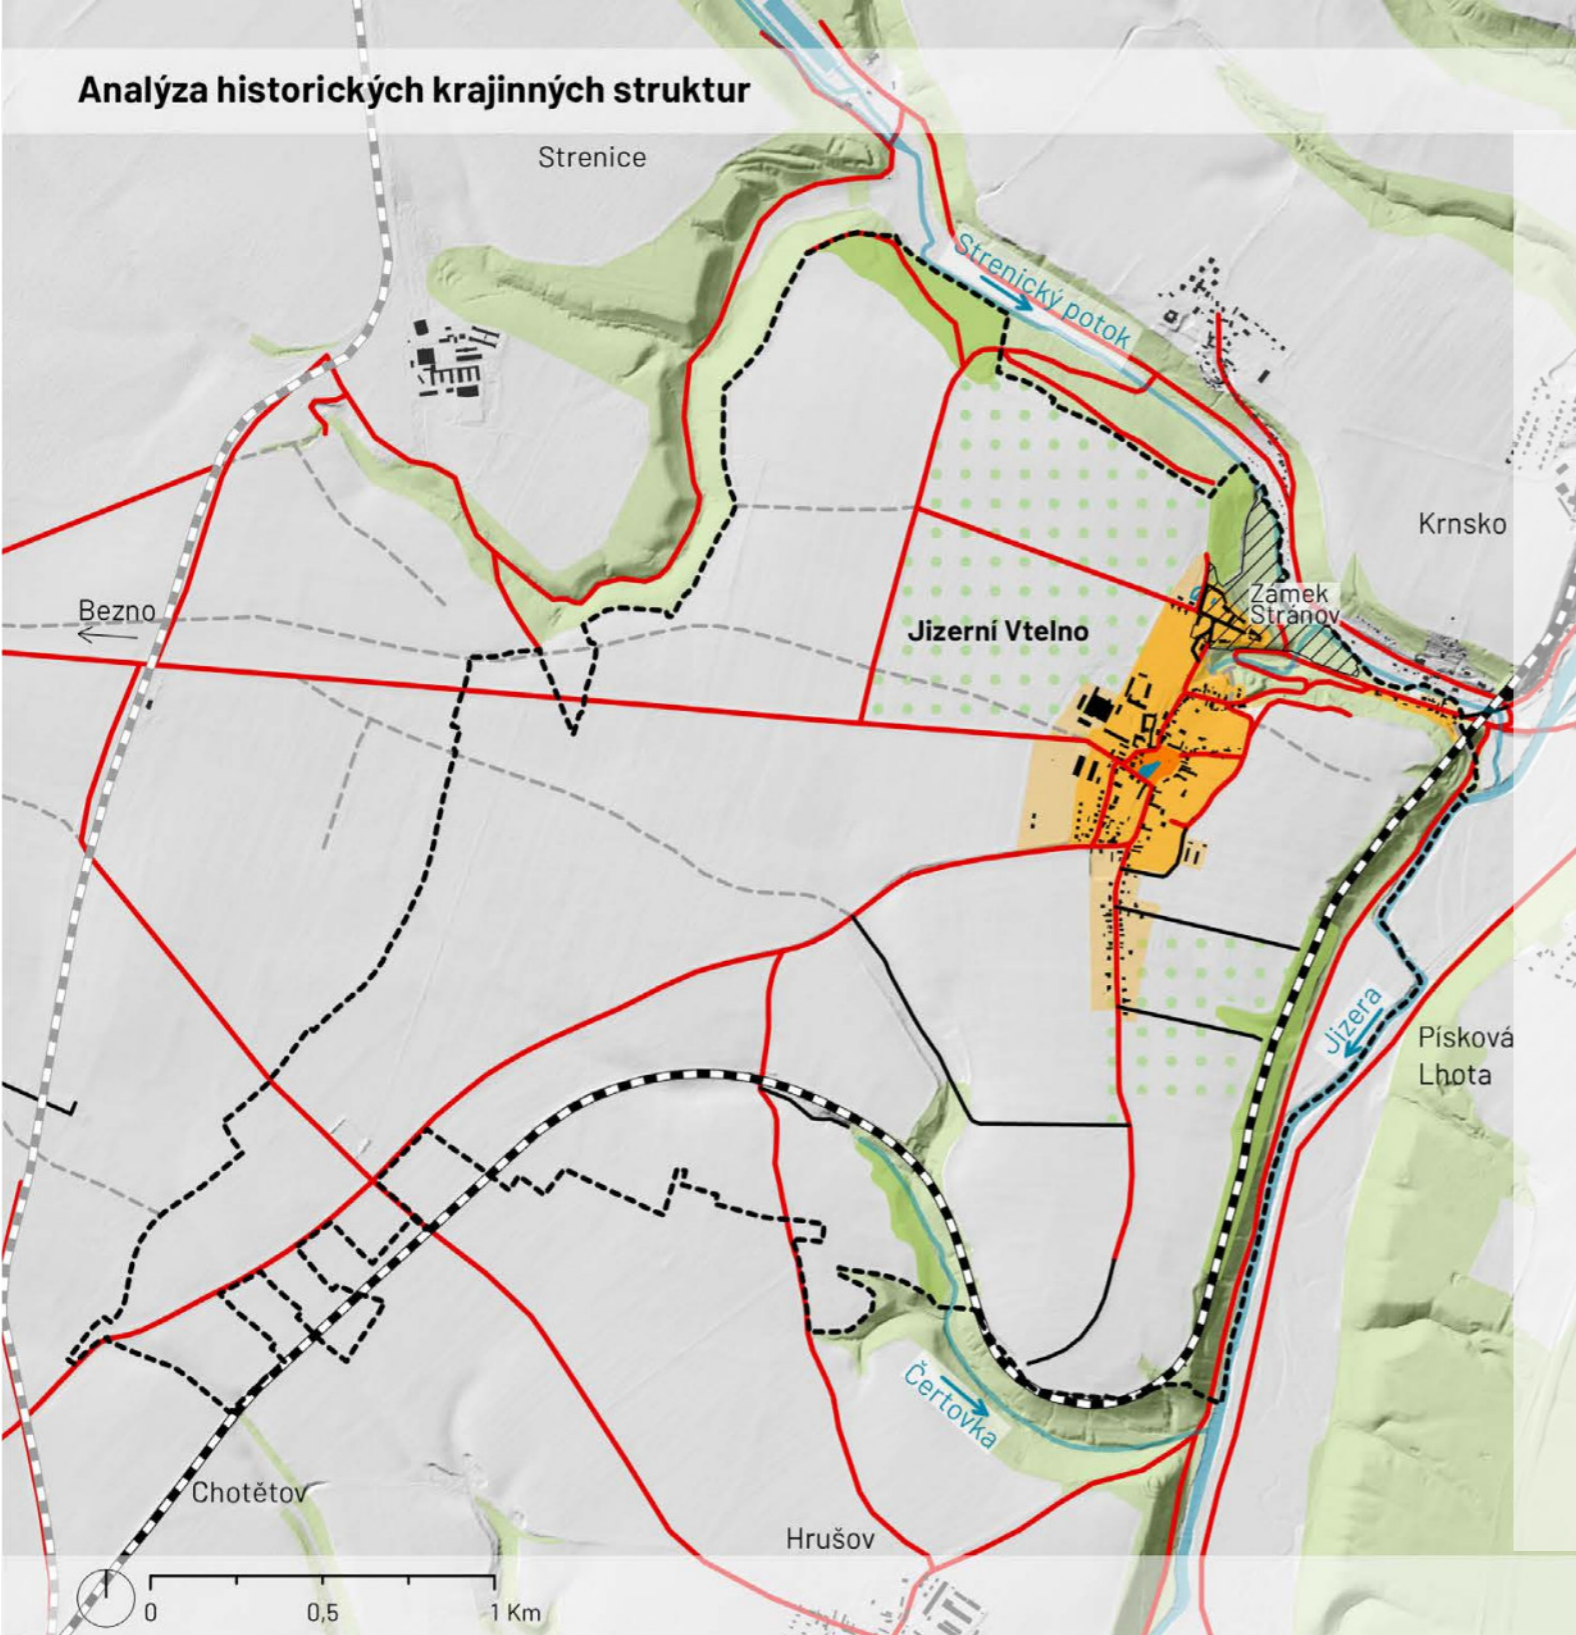 Analýza historických krajinných struktur
Strenice
Strenický potok
Krnsko
Bezno
Zámek
Stránov
Jizerní Vtelno
Jizera
Písková
Lhota
Čertovka
Chotětov
Hrušov
0
0,5
1 Km